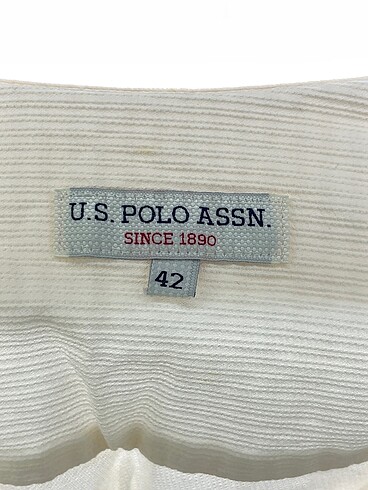 U.S. POLO ASSN.
SINCE 1890
42